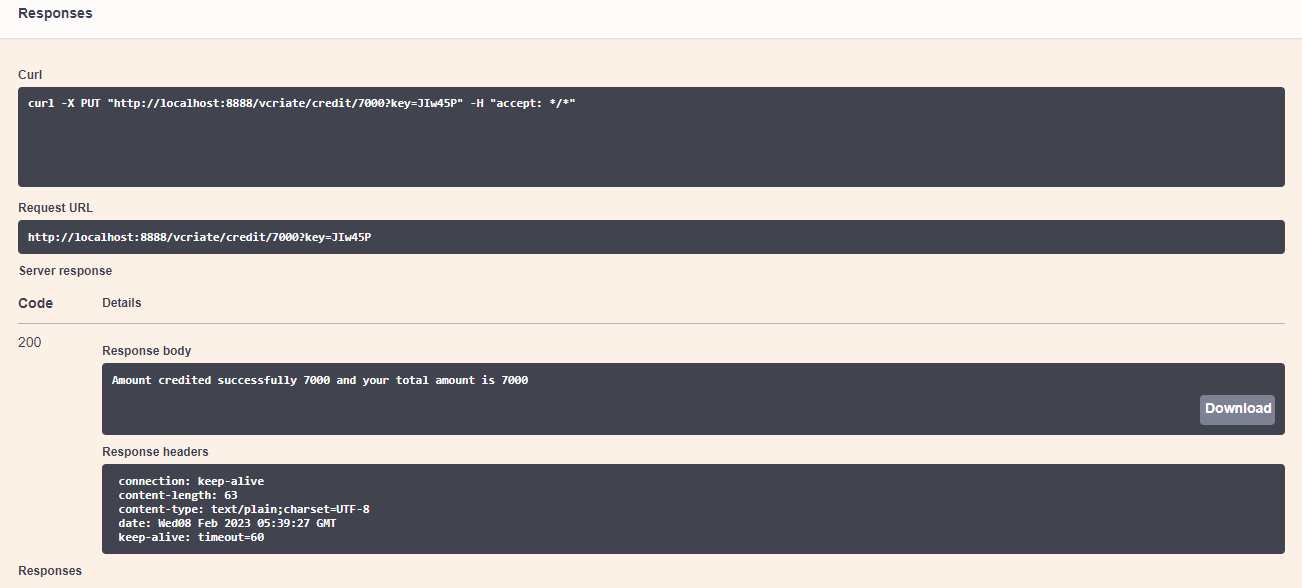 Responses
Curl
curl -X PUT "http://localhost:8888/vcriate/credit/7000?key=JIw45P" -H "accept: */*"
Request URL
http://localhost:8888/vcriate/credit/7000?key=JIw45P
Server response
Code Details
200
Response body
Amount credited successfully 7000 and your total amount is 7000
Download
Response headers
connection: keep-alive
content-length: 63
content-type: text/plain;charset=UTF-8
date: Wed08 Feb 2023 05:39:27 GMT
keep-alive: timeout=60
Responses